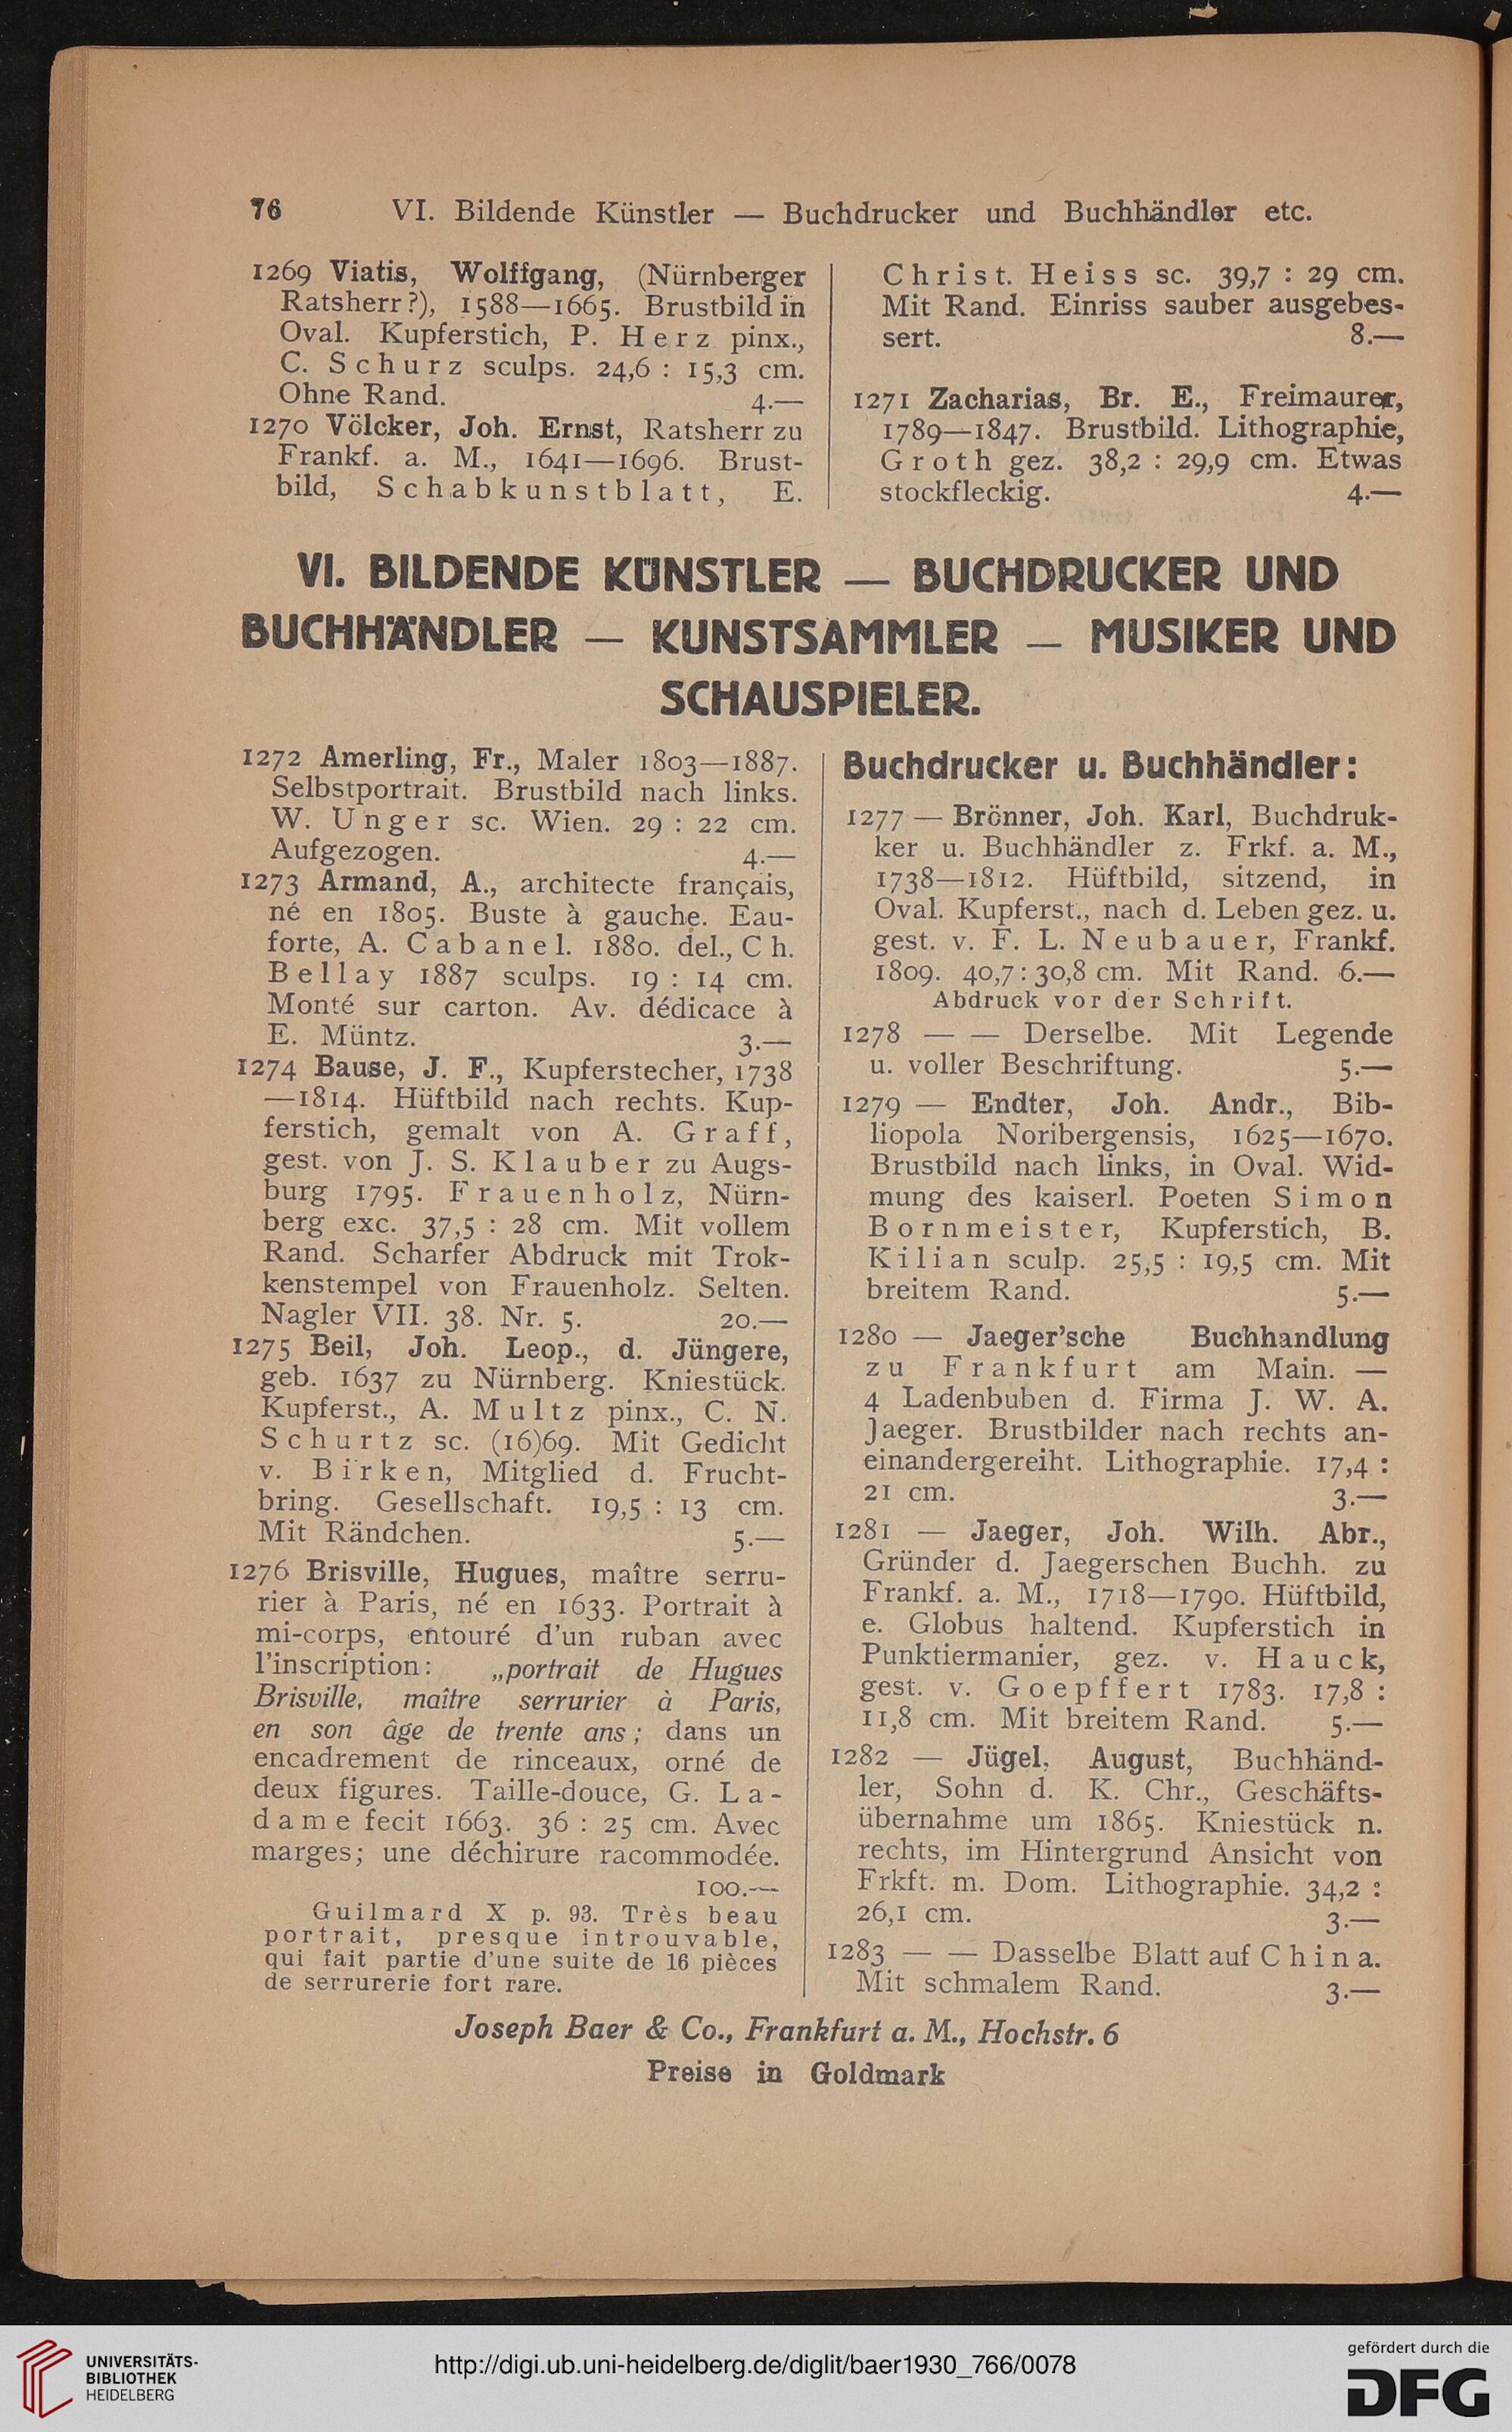 76 VI. Bildende Künstler — Buchdrucker und Buchhändler etc.
1269 Viatis, Wolffgang, (Nürnberger
Ratsherr?), 1588—1665. Brustbild in
Oval. Kupferstich, P. Herz pinx.,
C. Schurz sculps. 24,6 : 15,3 cm.
Ohne Rand. 4.—
1270 Völcker, Joh. Ernst, Ratsherr zu
Frankf. a. M., 1641—1696. Brust-
bild, Schabkunstblatt, E.
Christ. Heiss sc. 39,7 : 29 cm.
Mit Rand. Einriss sauber ausgebes-
sert. 8.—
1271 Zacharias, Br. E., Freimaurer,
1789—1847. Brustbild. Lithographie,
Groth gez. 38,2 : 29,9 cm. Etwas
stockfleckig. 4.—
VI. BILDENDE KÜNSTLER — BUCHDRUCKER UND
BUCHHÄNDLER — KUNSTSAMMLER — MUSIKER UND
SCHAUSPIELER.
1272 Amerling, Fr., Maler 1803—1887.
Selbstportrait. Brustbild nach links.
W. Unger sc. Wien. 29 : 22 cm.
Aufgezogen. 4.—
1273 Armand, A., architecte français,
né en 1805. Buste à gauche. Eau-
forte, A. Cabanel. 1880. del., Ch.
Bellay 1887 sculps. 19 : 14 cm.
Monté sur carton. Av. dédicace à
E. Müntz. 3.—
1274 Bause, J. F., Kupferstecher, 1738
—1814. Hüftbild nach rechts. Kup-
ferstich, gemalt von A. Graff,
gest. von J. S. Klauber zu Augs-
burg 1795. Frauenholz, Nürn-
berg exc. 37,5 : 28 cm. Mit vollem
Rand. Scharfer Abdruck mit Trok-
kenstempel von Frauenholz. Selten.
Nagler VII. 38. Nr. 5. 20.—
1275 Beil, Joh. Leop., d. Jüngere,
geb. 1637 zu Nürnberg. Kniestück.
Kupferst., A. Multz pinx., C. N.
Schurtz sc. (16)69. Mit Gedicht
v. Birken, Mitglied d. Frucht-
bring. Gesellschaft. 19,5 : 13 cm.
Mit Rändchen. 5.—
1276 Brisville, Hugues, maître serru-
rier à Paris, né en 1633. Portrait à
mi-corps, entouré d'un ruban avec
l'inscription: „portrait de Hugues
Brisville, maître serrurier à Paris,
en son âge de trente ans; dans un
encadrement de rinceaux, orné de
deux figures. Taille-douce, G. La-
dame fecit 1663. 36 : 25 cm. Avec
marges; une déchirure racommodée.
100.—
Guilmard X p. 93. Très beau
portrait, presque introuvable,
qui fait partie d'une suite de 16 pièces
de serrurerie fort rare.
Buchdrucker u. Buchhändler:
1277 — Brönner, Joh. Karl, Buchdruk-
ker u. Buchhändler z. Frkf. a. M.,
1738—1812. Hüftbild, sitzend, in
Oval. Kupferst., nach d. Leben gez. u.
gest. v. F. L. Neubauer, Frankf.
1809. 40,7 : 30,8 cm. Mit Rand. 6.—
Abdruck vor der Schrift.
1278 — — Derselbe. Mit Legende
u. voller Beschriftung. 5.—
1279 — Endter, Joh. Andr., Bib-
liopola Noribergensis, 1625—1670.
Brustbild nach links, in Oval. Wid-
mung des kaiserl. Poeten Simon
Bornmeister, Kupferstich, B.
Kilian sculp. 25,5 : 19,5 cm. Mit
breitem Rand. 5.—
1280 — Jaeger'sche Buchhandlung
zu Frankfurt am Main. —
4 Ladenbuben d. Firma J. W. A.
Jaeger. Brustbilder nach rechts an-
einandergereiht. Lithographie. 17,4 :
21 cm. 3.—
1281 — Jaeger, Joh. Wilh. Abr.,
Gründer d. Jaegerschen Buchh. zu
Frankf. a. M., 1718—1790. Hüftbild,
e. Globus haltend. Kupferstich in
Punktiermanier, gez. v. Hauck,
gest. v. Goepffert 1783. 17,8 :
11,8 cm. Mit breitem Rand. 5.—
1282 — Jügel, August, Buchhänd-
ler, Sohn d. K. Chr., Geschäfts-
übernahme um 1865. Kniestück n.
rechts, im Hintergrund Ansicht von
Frkft. m. Dom. Lithographie. 34,2 :
26,1 cm. 3.—
1283 — — Dasselbe Blatt auf China.
Mit schmalem Rand. 3.—
Joseph Baer & Co., Frankfurt a. M., Hochstr. 6
Preise in Goldmark
UNIVERSITÄTS-
BIBLIOTHEK
HEIDELBERG
http://digi.ub.uni-heidelberg.de/diglit/baer1930_766/0078
gefördert durch die
DFG